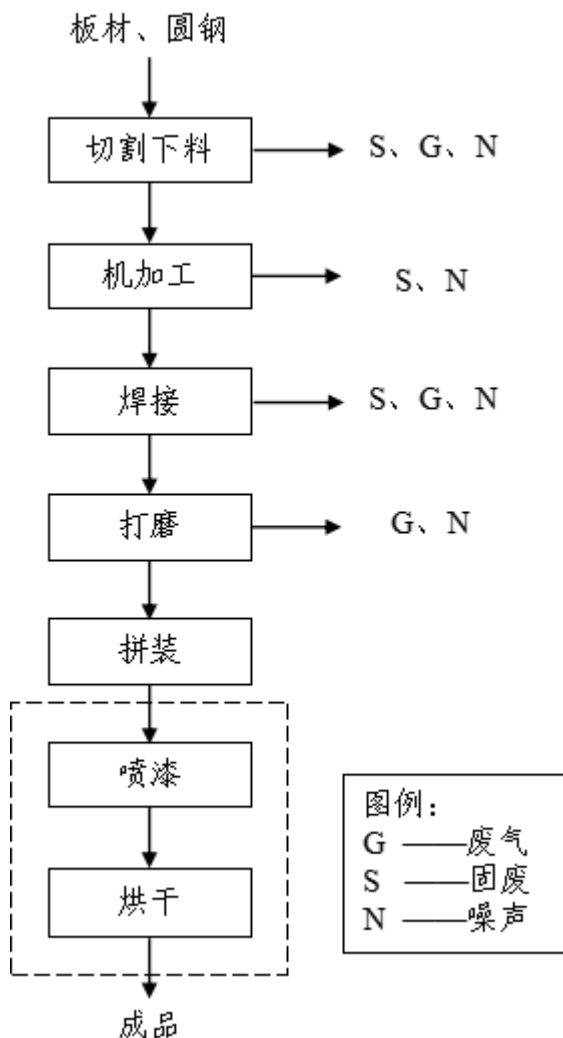 板材、圆钢
切割下料
S、G、N
机加工
S、N
焊接
S、G、N
打磨
G、N
拼装
喷漆
烘干
成品
图例：
G ——废气
S ——固废
N ——噪声